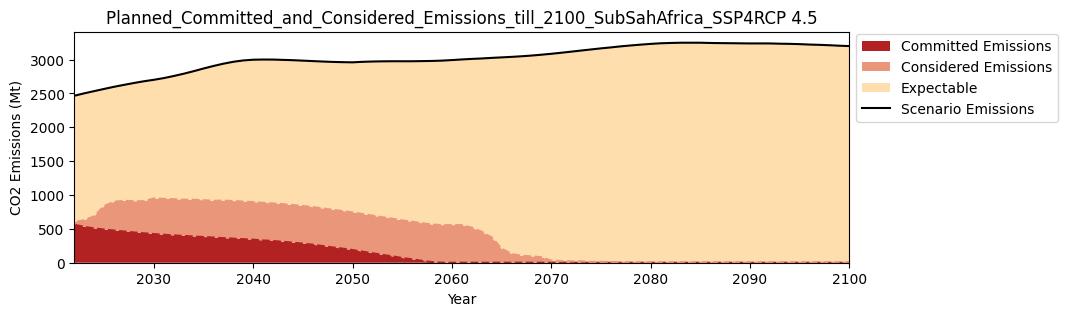 Planned_Committed_and_Considered_Emissions_till_2100_SubSahAfrica_SSP4RCP 4.5
CO2 Emissions (Mt)
3000
2500
2000
1500
1000
500
0
2030 2040 2050 2060 2070 2080 2090 2100
Year
Committed Emissions
Considered Emissions
Expectable
Scenario Emissions